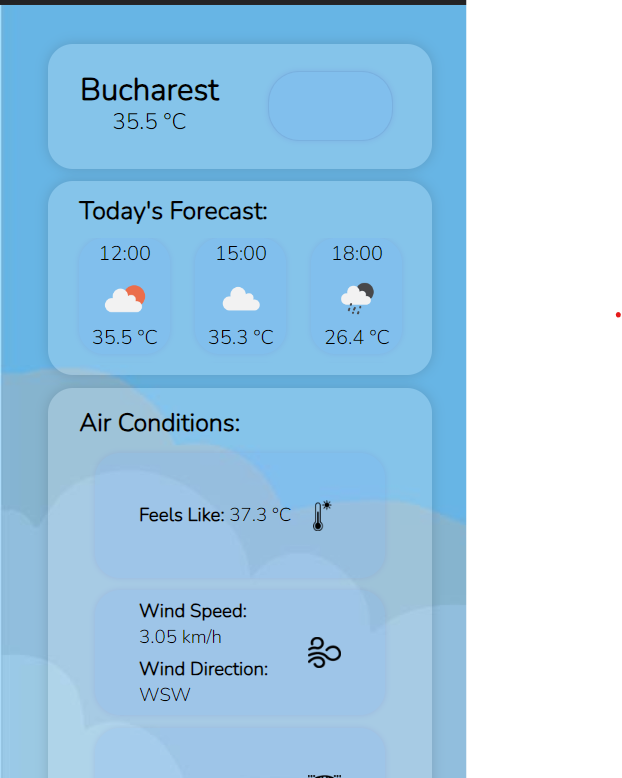 Bucharest
35.5 °C
Today's Forecast:
12:00 15:00 18:00
35.5 °C 35.3 °C 26.4 °C
Air Conditions:
Feels Like: 37.3 °C
Wind Speed:
3.05 km/h
Wind Direction:
WSW